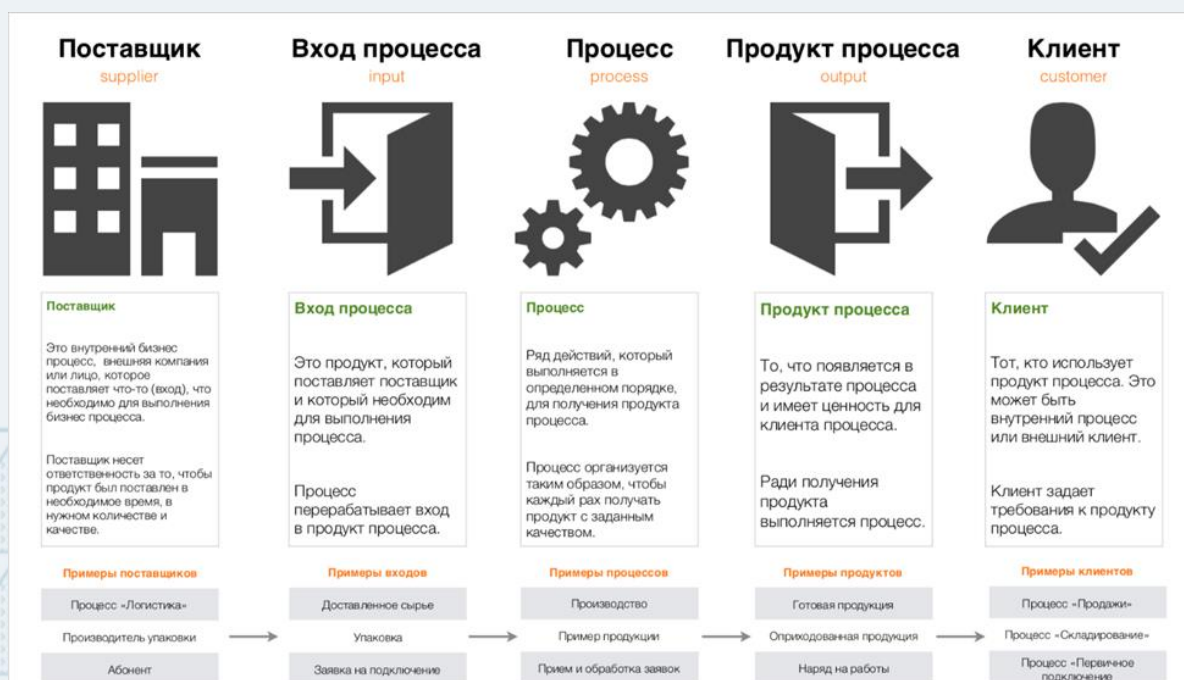 Поставщик
supplier
Вход процесса
input
Процесс
process
Продукт процесса
output
Клиент
customer
Поставщик
Это внутренний бизнес
процесс, внешняя компания
или лицо, которое
поставляет что-то (вход), что
необходимо для выполнения
бизнес процесса.
Поставщик несет
ответственность за то, чтобы
продукт был поставлен в
необходимое время, в
нужном количестве и
качестве.
Вход процесса
Это продукт, который
поставляет поставщик
и который необходим
для выполнения
процесса.
Процесс
перерабатывает вход
в продукт процесса.
Процесс
Ряд действий, который
выполняется в
определенном порядке,
для получения продукта
процесса.
Процесс организуется
таким образом, чтобы
каждый рах получать
продукт с заданным
качеством.
Продукт процесса
То, что появляется в
результате процесса
и имеет ценность для
клиента процесса.
Ради получения
продукта
выполняется процесс.
Клиент
Тот, кто использует
продукт процесса. Это
может быть
внутренний процесс
или внешний клиент.
Клиент задает
требования к продукту
процесса.
Примеры поставщиков
Процесс «Логистика»
Производитель упаковки
Абонент
Примеры входов
Доставленное сырье
Упаковка
Заявка на подключение
Примеры процессов
Производство
Пример продукции
Прием и обработка заявок
Примеры продуктов
Готовая продукция
Оприходованная продукция
Наряд на работы
Примеры клиентов
Процесс «Продажи»
Процесс «Складирование»
Процесс «Первичное
подключение